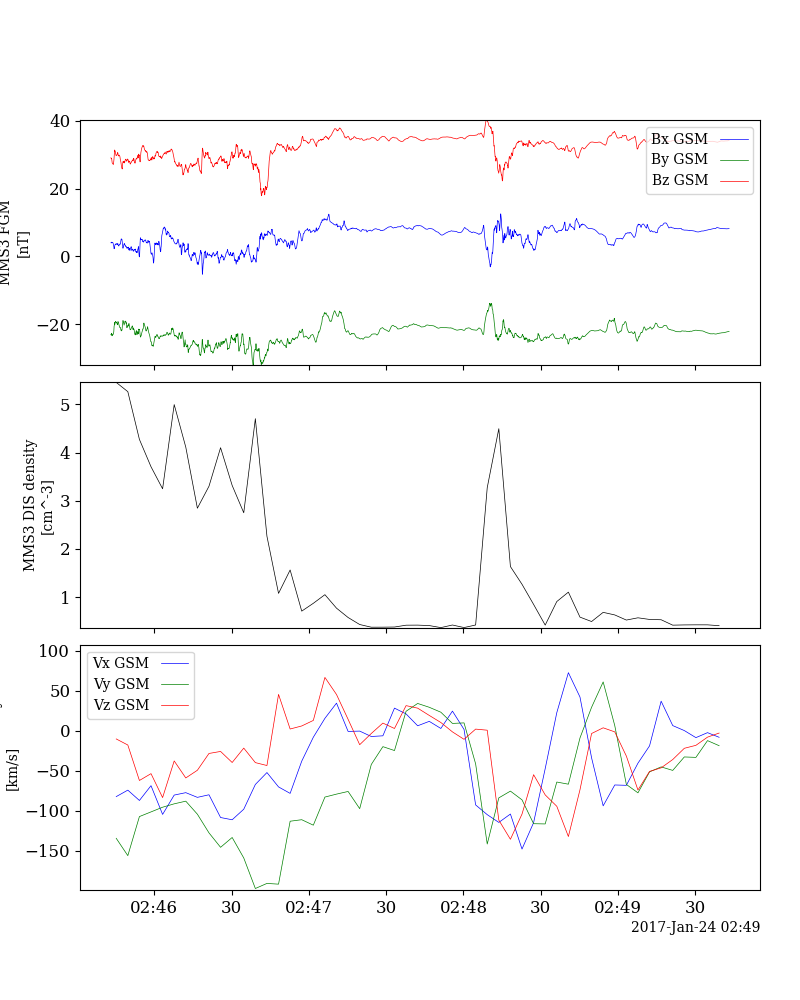 40
20
0
−20
MMS3 FGM
[nT]
Bx GSM
By GSM
Bz GSM
5
4
3
2
1
MMS3 DIS density
[cm^-3]
100
50
0
−50
−100
−150
[km/s]
Vx GSM
Vy GSM
Vz GSM
02:46 30 02:47 30 02:48 30 02:49 30
2017-Jan-24 02:49